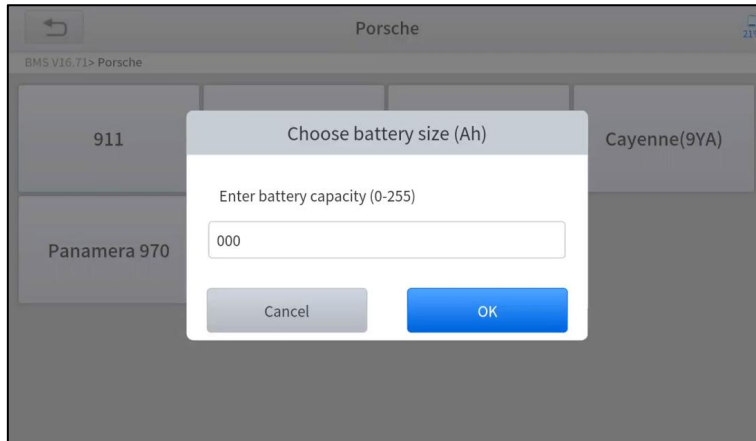 Porsche
21%
BMS V16.71> Porsche
911
Choose battery size (Ah)
Cayenne(9YA)
Enter battery capacity (0-255)
000
Panamera 970
Cancel
OK